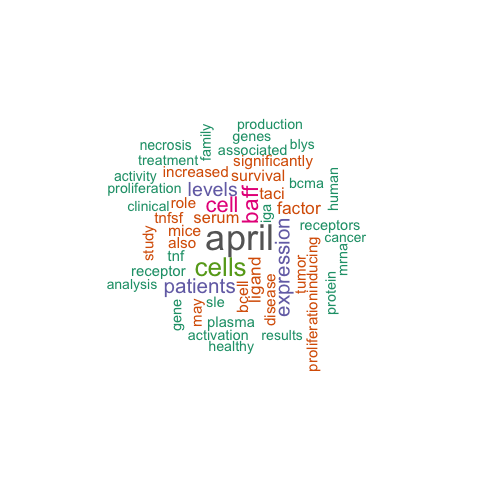 production
family
genes
necrosis
associated
blys
treatment
significantly
activity
increased
survival
bcma
human
proliferation
levels
baff
taci
clinical
role
cell
iga
factor
tnfsf
serum
receptors
study
mice
april
expression
cancer
also
mrna
tnf
cells
ligand
tumor
proliferationinducing
receptor
analysis
patients
bcell
disease
protein
gene
may
sle
plasma
activation
results
healthy